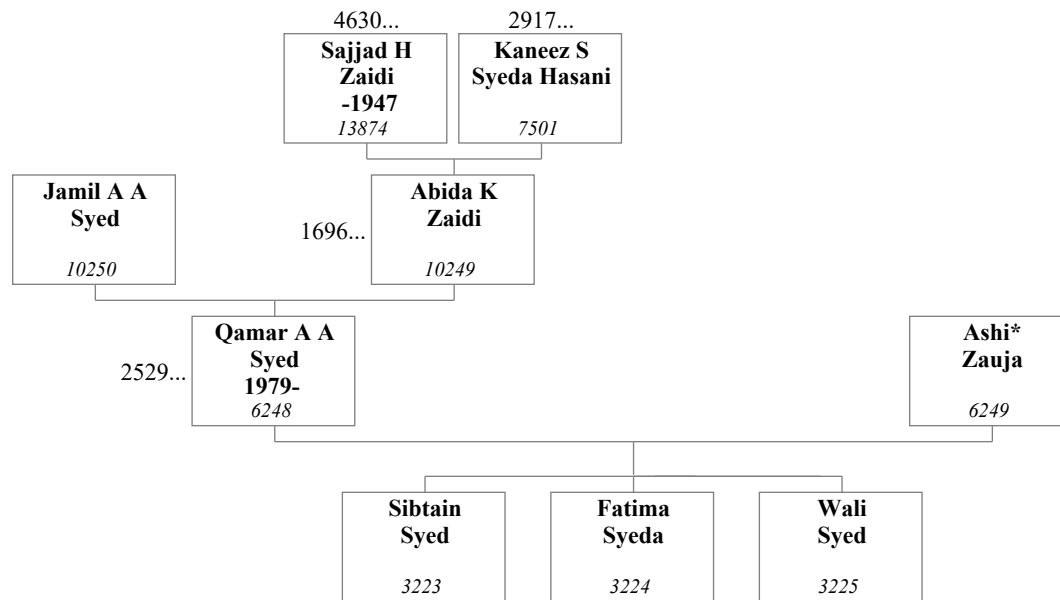 4630...
2917...
Sajjad H
Zaidi
-1947
13874
Kaneez S
Syeda Hasani
7501
Jamil A A
Syed
10250
1696...
Abida K
Zaidi
10249
2529...
Qamar A A
Syed
1979-
6248
Ashi*
Zauja
6249
Sibtain
Syed
3223
Fatima
Syeda
3224
Wali
Syed
3225